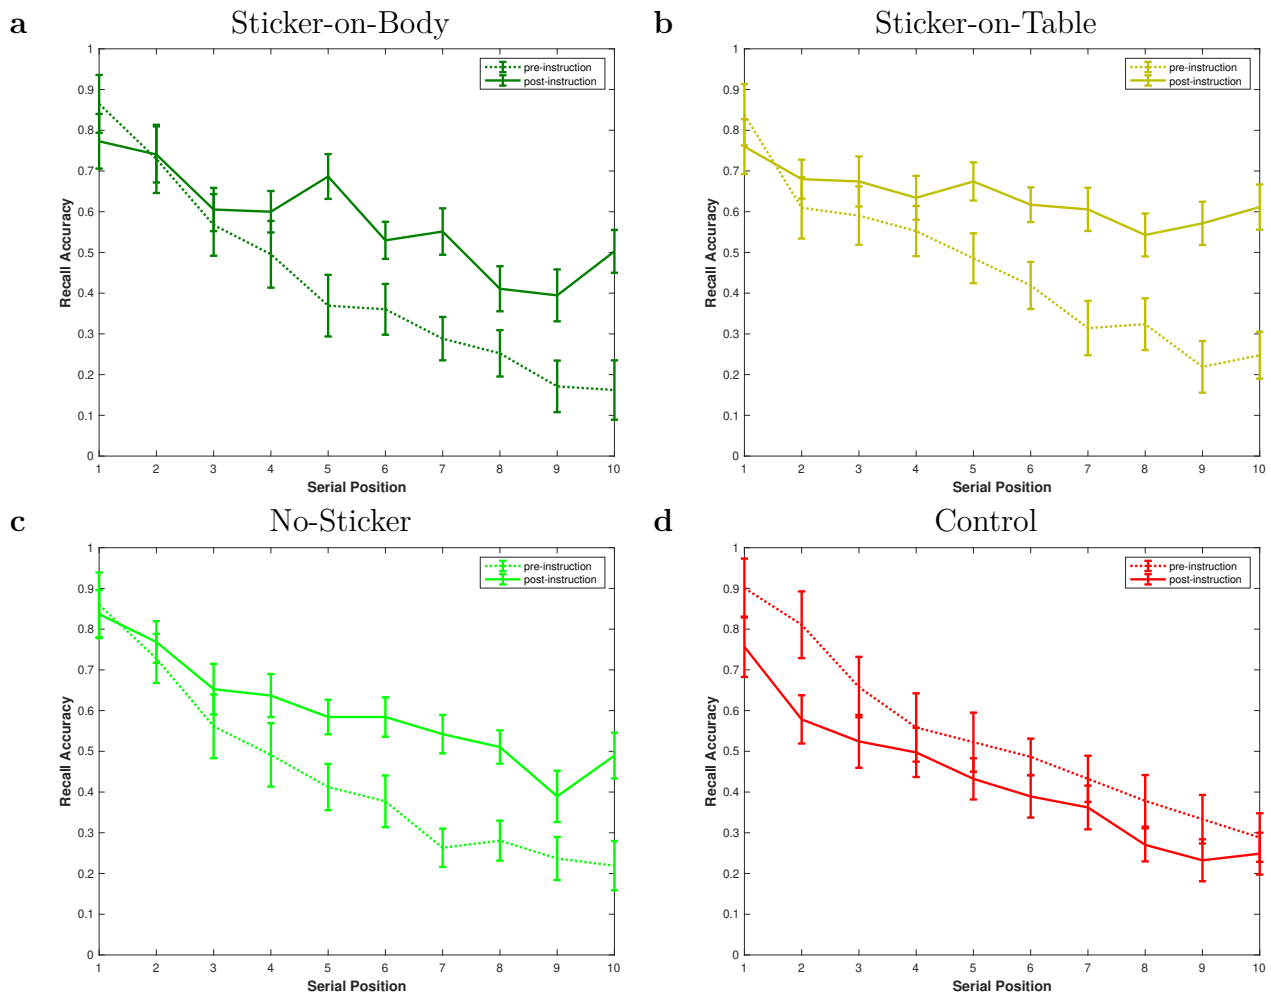 a Sticker-on-Body
pre-instruction
post-instruction
1
0.9
0.8
0.7
0.6
0.5
0.4
0.3
0.2
0.1
0
Recall Accuracy
1 2 3 4 5 6 7 8 9 10
Serial Position
b Sticker-on-Table
pre-instruction
post-instruction
1
0.9
0.8
0.7
0.6
0.5
0.4
0.3
0.2
0.1
0
Recall Accuracy
1 2 3 4 5 6 7 8 9 10
Serial Position
c No-Sticker
pre-instruction
post-instruction
1
0.9
0.8
0.7
0.6
0.5
0.4
0.3
0.2
0.1
0
Recall Accuracy
1 2 3 4 5 6 7 8 9 10
Serial Position
d Control
pre-instruction
post-instruction
1
0.9
0.8
0.7
0.6
0.5
0.4
0.3
0.2
0.1
0
Recall Accuracy
1 2 3 4 5 6 7 8 9 10
Serial Position